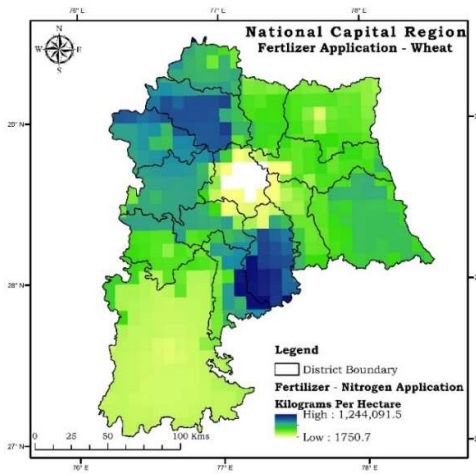 National Capital Region
Fertlizer Application - Wheat
N
W E
S
76° E 77° E 78° E
29° N
28° N
27° N
Legend
District Boundary
Fertilizer - Nitrogen Application
Kilograms Per Hectare
High : 1,244,091.5
Low : 1750.7
0 25 50 100 Kms
76° E 77° E 78° E